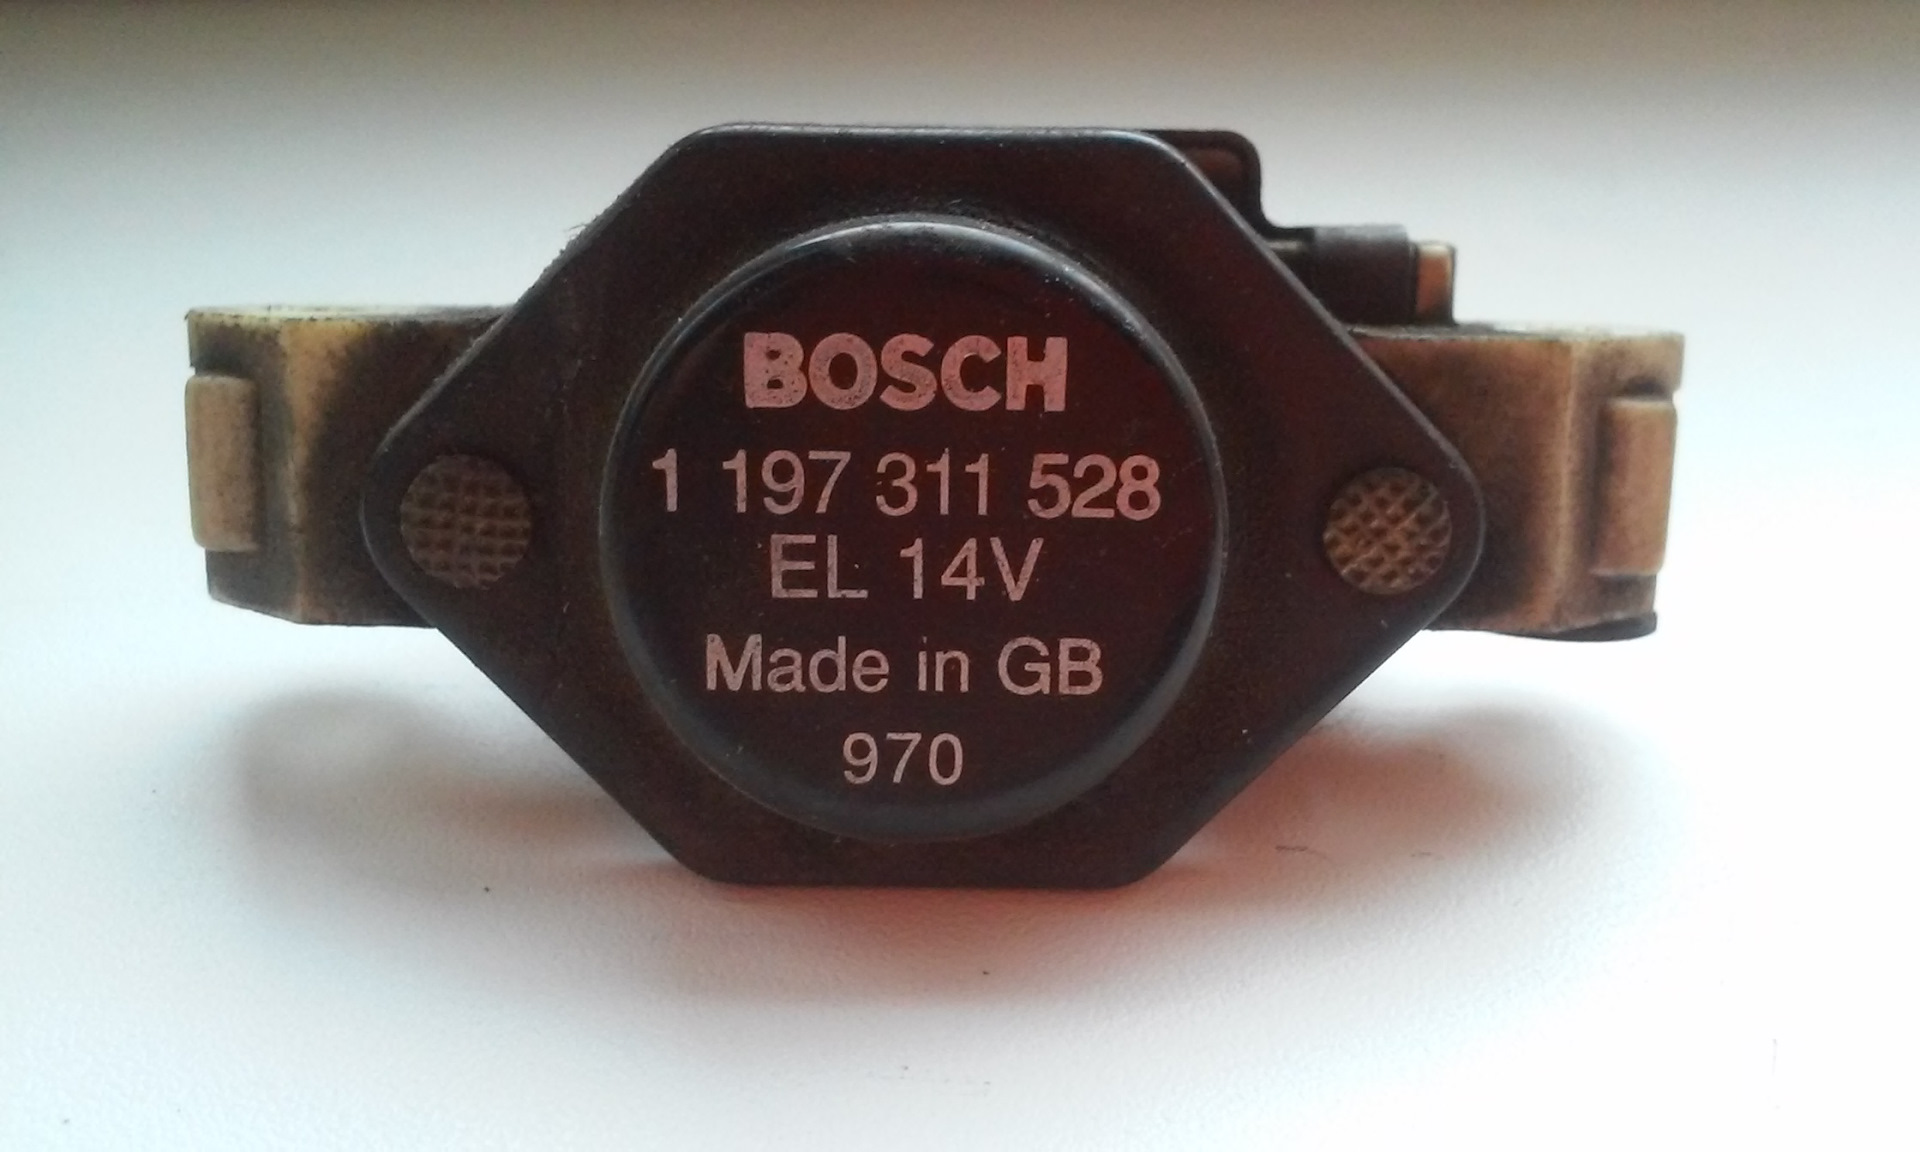 BOSCH
1 197 311 528
EL 14V
Made in GB
970